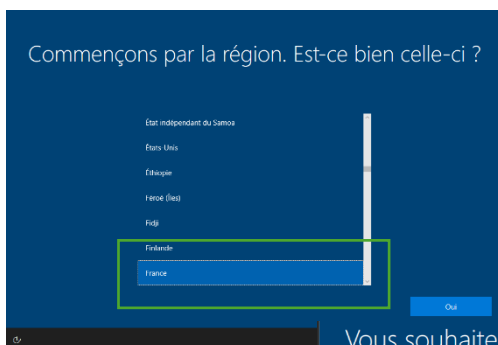 Commençons par la région. Est-ce bien celle-ci ?
État indépendant du Samoa
États-Unis
Éthiopie
Féroé (Îles)
Fidji
Finlande
France
Oui
Vous souhaite